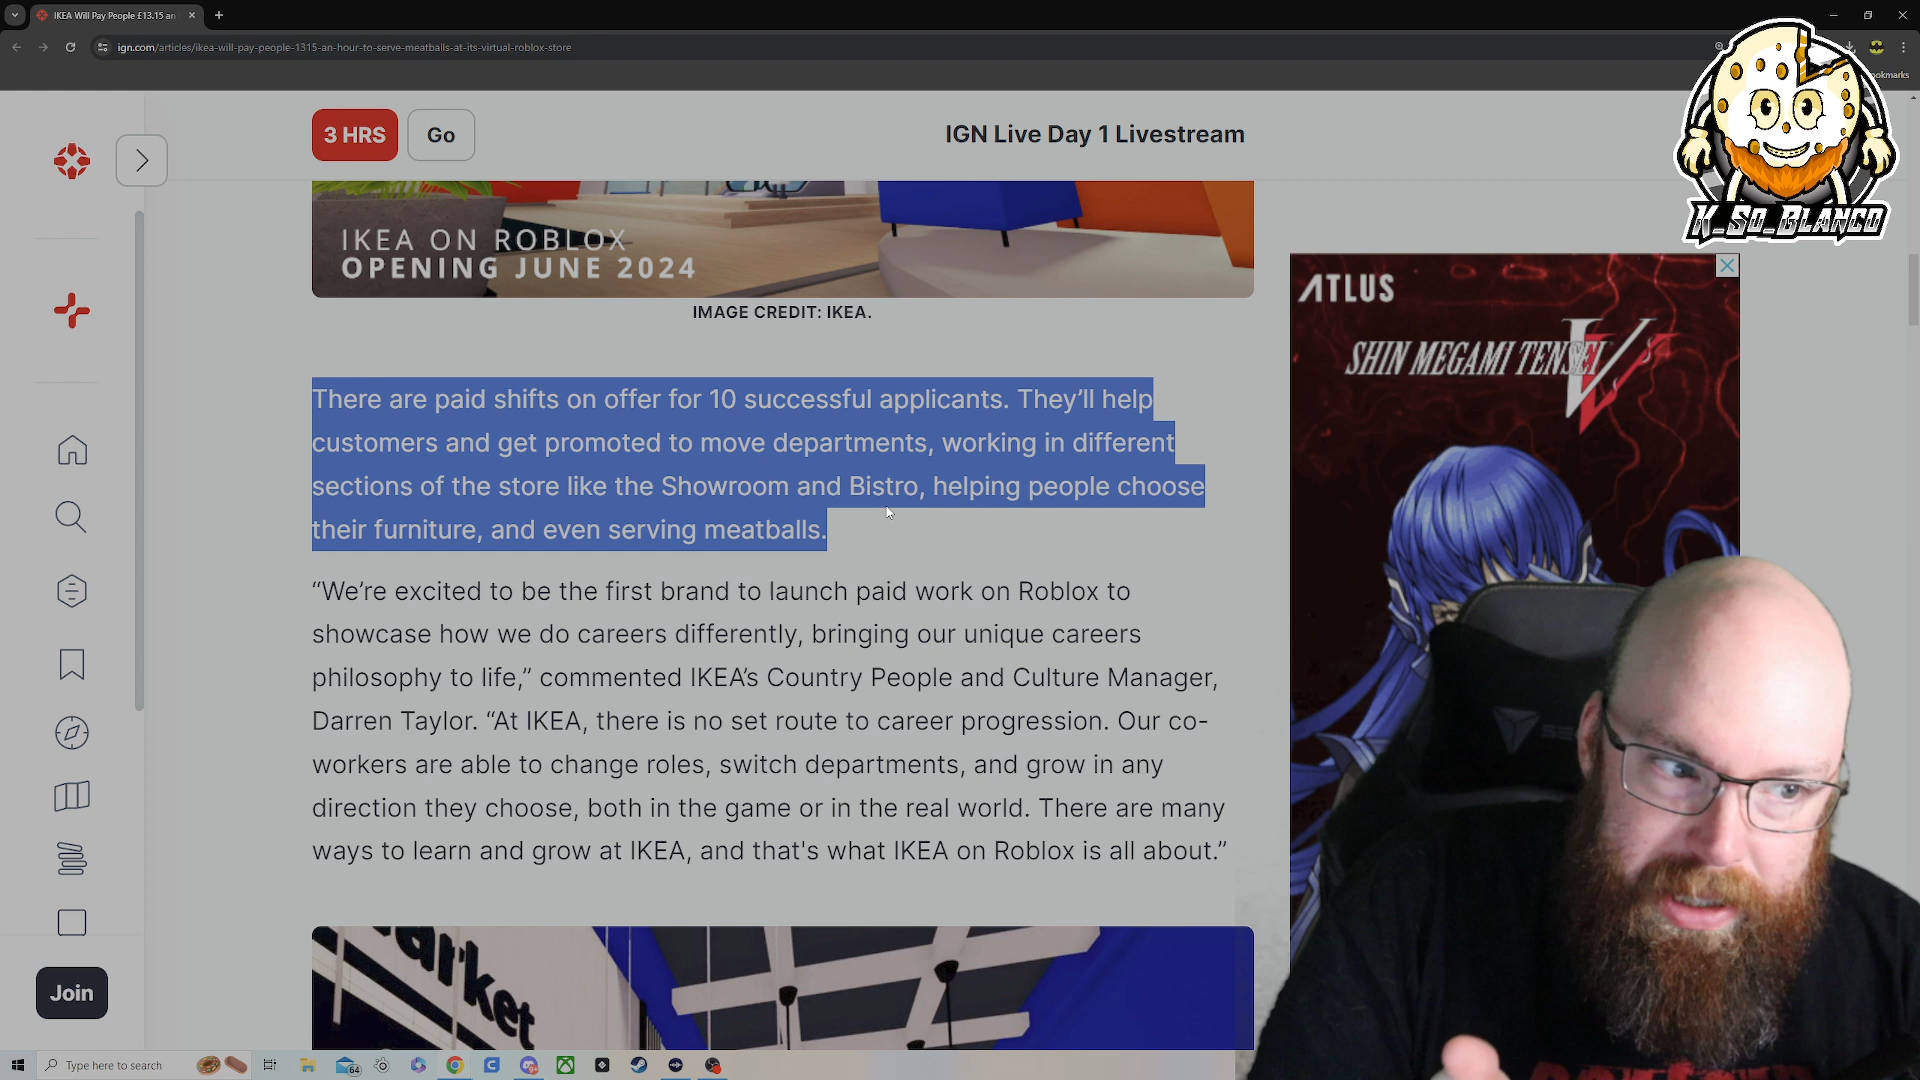 IKEA Will Pay People £13.15 an
ign.com/articles/ikea-will-pay-people-1315-an-hour-to-serve-meatballs-at-its-virtual-roblox-store
ookmarks
3 HRS
Go
IGN Live Day 1 Livestream
K_So_Blanco
IKEA ON ROBLOX
OPENING JUNE 2024
IMAGE CREDIT: IKEA.
ATLUS
SHIN MEGAMI TENSEI V
There are paid shifts on offer for 10 successful applicants. They’ll help
customers and get promoted to move departments, working in different
sections of the store like the Showroom and Bistro, helping people choose
their furniture, and even serving meatballs.
“We’re excited to be the first brand to launch paid work on Roblox to
showcase how we do careers differently, bringing our unique careers
philosophy to life,” commented IKEA’s Country People and Culture Manager,
Darren Taylor. “At IKEA, there is no set route to career progression. Our co-
workers are able to change roles, switch departments, and grow in any
direction they choose, both in the game or in the real world. There are many
ways to learn and grow at IKEA, and that's what IKEA on Roblox is all about.”
arket
Join
Type here to search
64